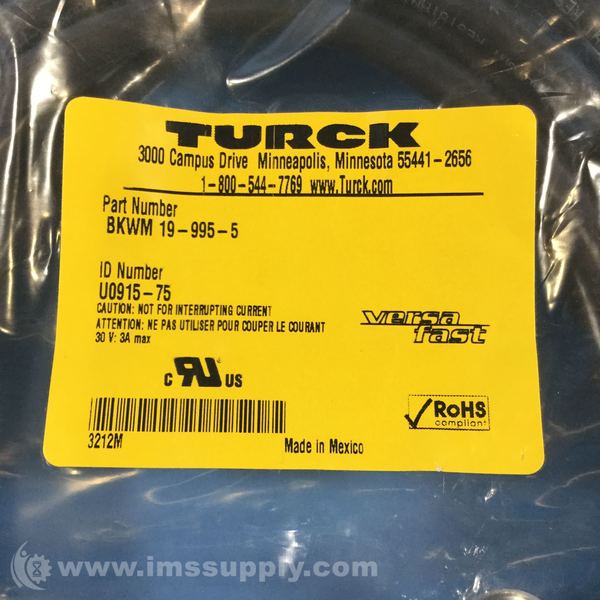 TURCK
3000 Campus Drive Minneapolis, Minnesota 55441-2656
1-800-544-7769 www.Turck.com
Part Number
BKWM 19-995-5
ID Number
U0915-75
CAUTION: NOT FOR INTERRUPTING CURRENT
ATTENTION: NE PAS UTILISER POUR COUPER LE COURANT
30 V: 3A max
versa
fast
c RU US
RoHS
compliant
3212M
Made in Mexico
www.imssupply.com